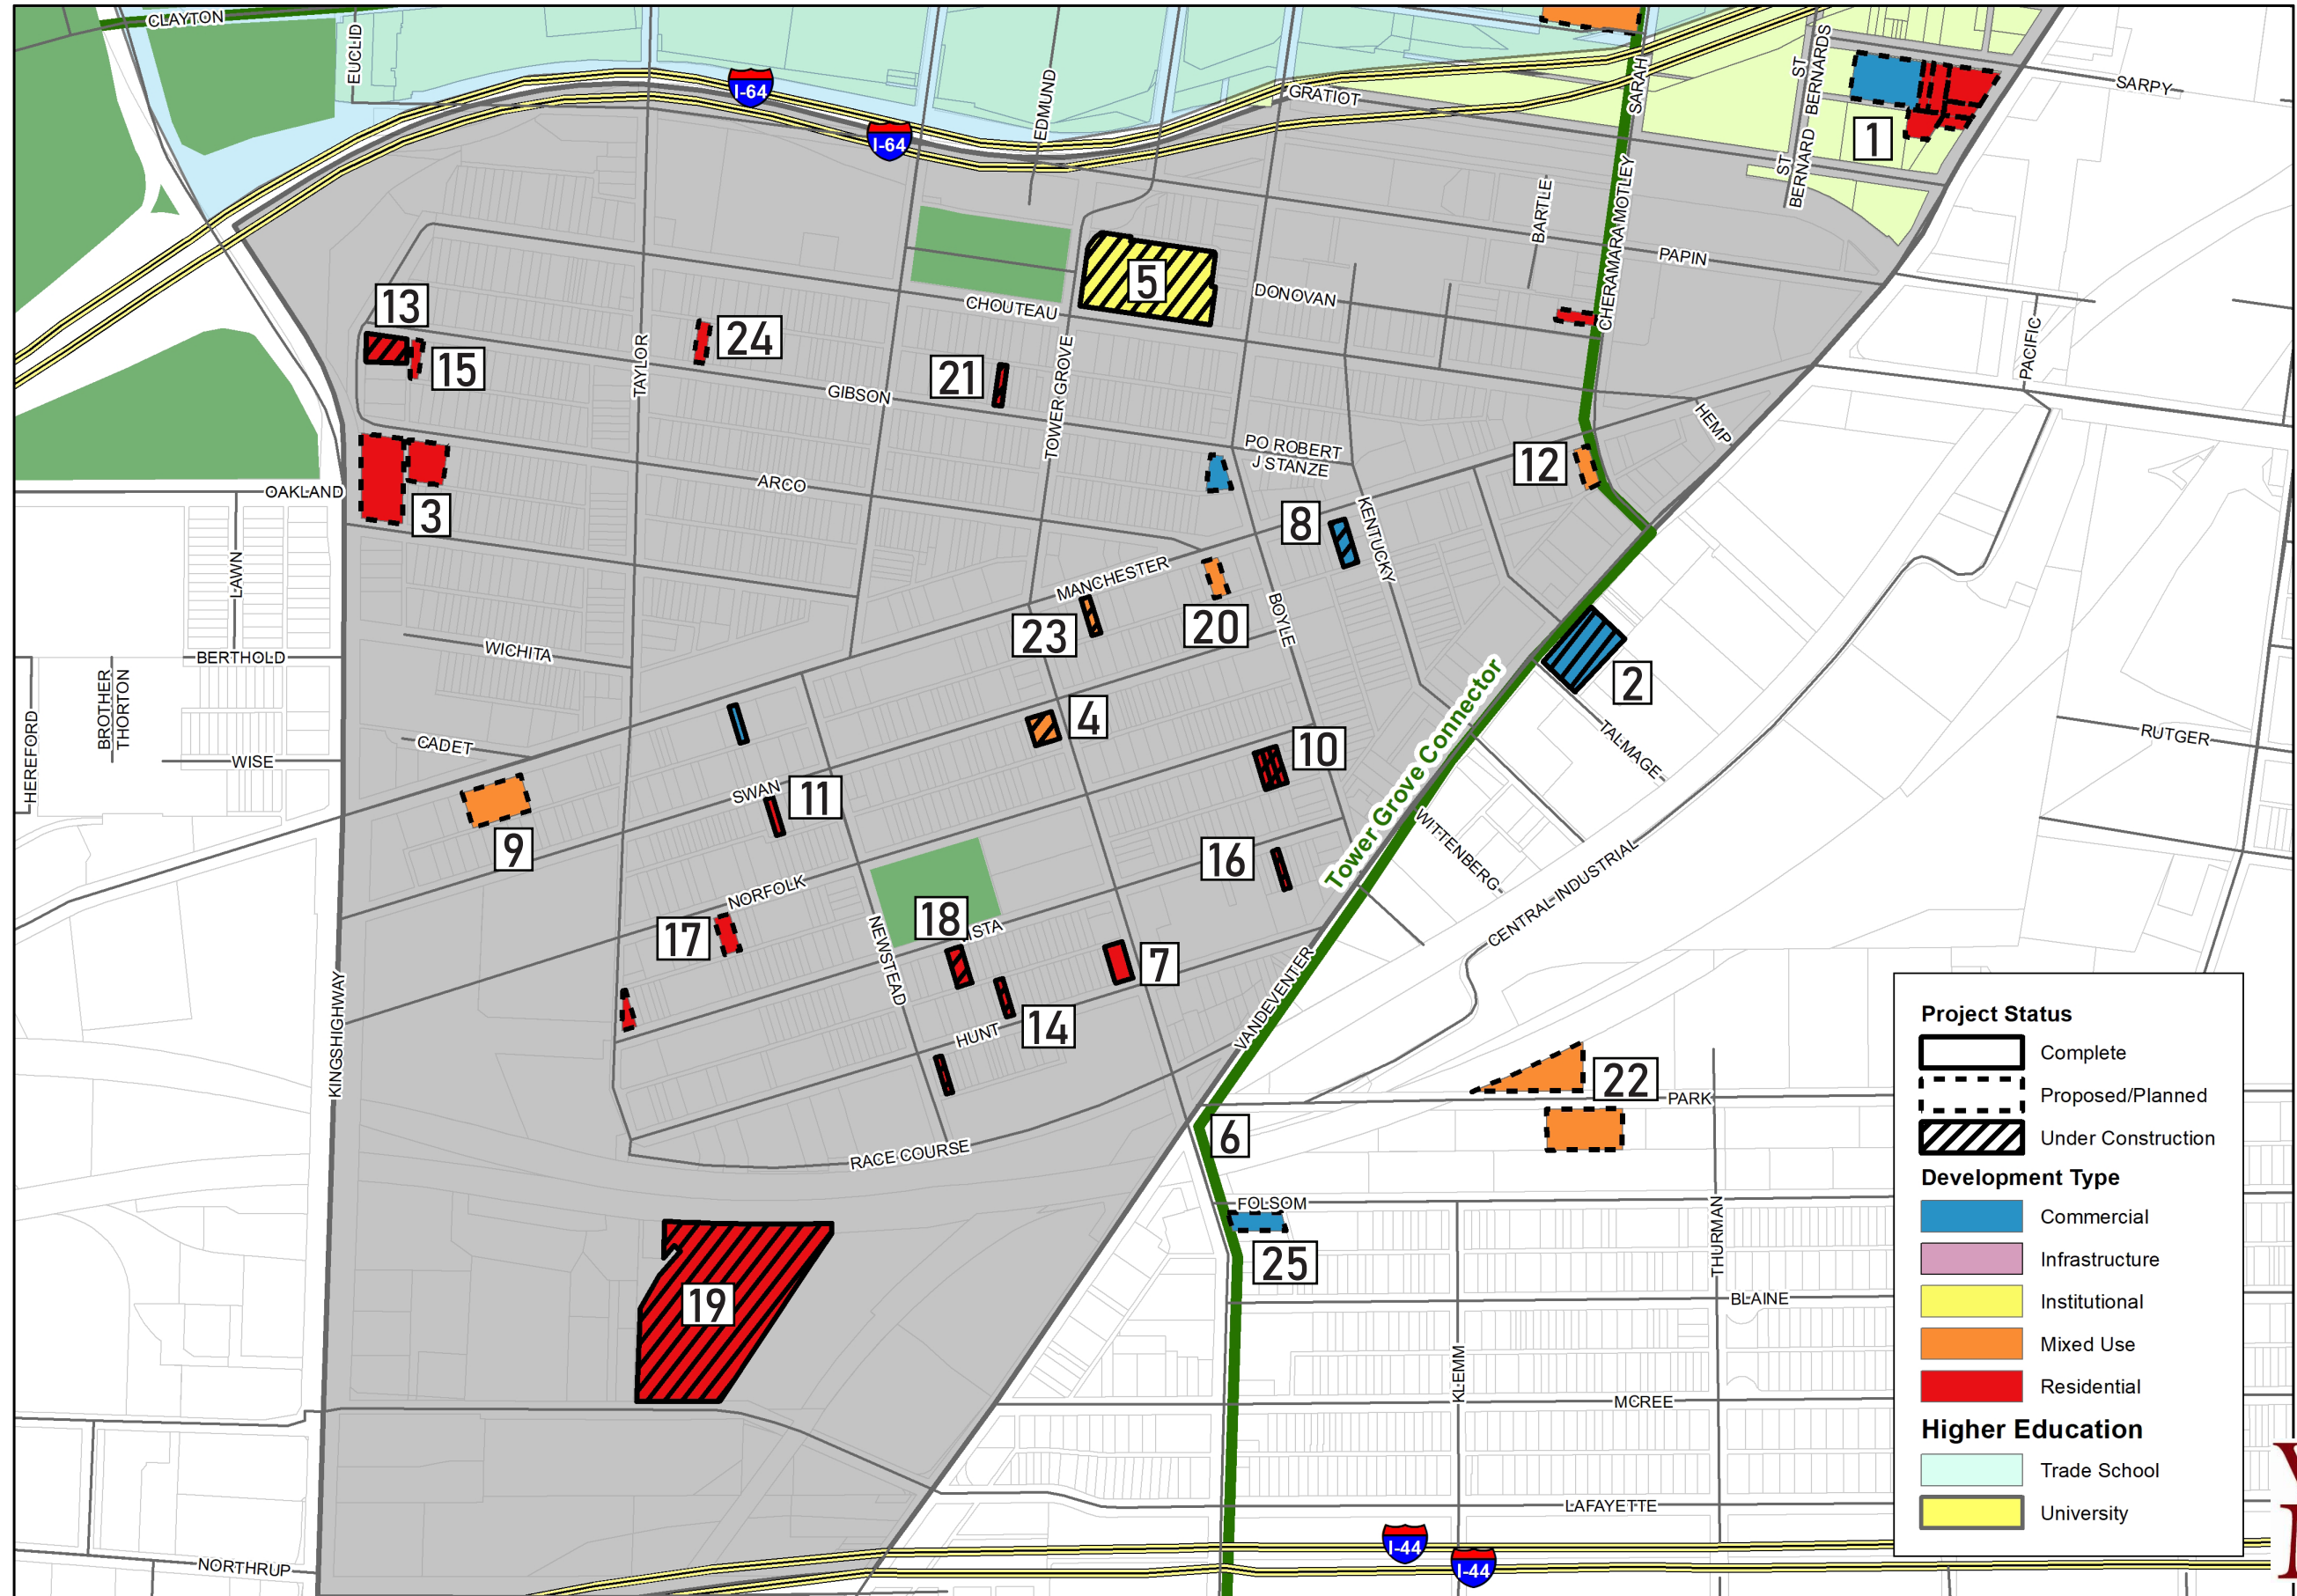 CLAYTON
EUCLID
I-64
I-64
EDMUND
GRATIOT
SARAH
ST BERNARDS
ST BERNARD
SARPY
1
BARTLE
CHERAMARA MOTLEY
PAPIN
PACIFIC
5
DONOVAN
CHOUTEAU
13
15
24
TAYLOR
21
GIBSON
TOWER GROVE
HEMP
PO ROBERT
J STANZE
12
ARCO
OAKLAND
3
8
KENTUCKY
LAWN
MANCHESTER
23
20
BOYLE
WICHITA
BERTHOLD
BROTHER
THORTON
HEREFORD
2
Tower Grove Connector
TALMAGE
RUTGER
4
10
CADET
WISE
SWAN
11
9
WITTENBERG
16
CENTRAL INDUSTRIAL
NORFOLK
18
17
NEWSTEAD
7
14
HUNT
VANDEVENTER
KINGSHIGHWAY
22
PARK
6
RACE COURSE
FOLSOM
25
THURMAN
19
BLAINE
KLEMM
MCREE
LAFAYETTE
I-44
I-44
NORTHRUP
Project Status
Complete
Proposed/Planned
Under Construction
Development Type
Commercial
Infrastructure
Institutional
Mixed Use
Residential
Higher Education
Trade School
University